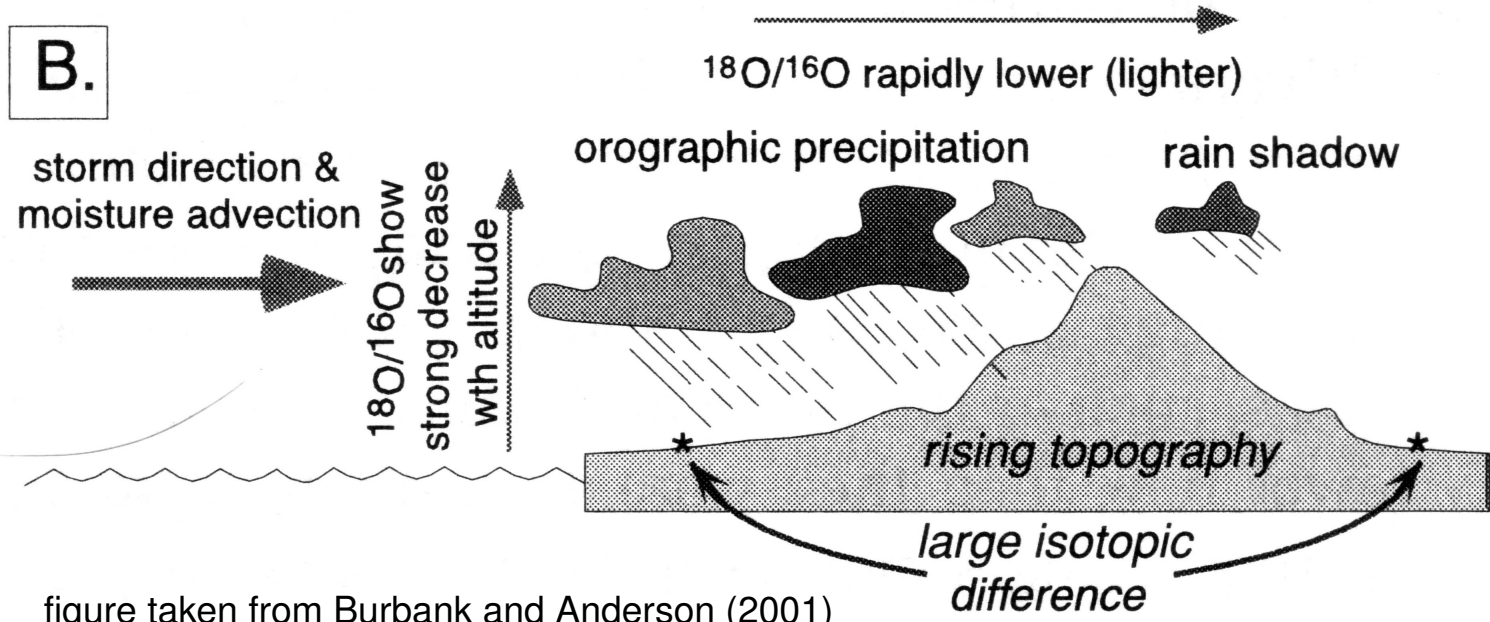 B.
storm direction &
moisture advection
18O/16O show
strong decrease
wth altitude
18O/16O rapidly lower (lighter)
orographic precipitation
rain shadow
* *
rising topography
large isotopic
difference
figure taken from Burbank and Anderson (2001)